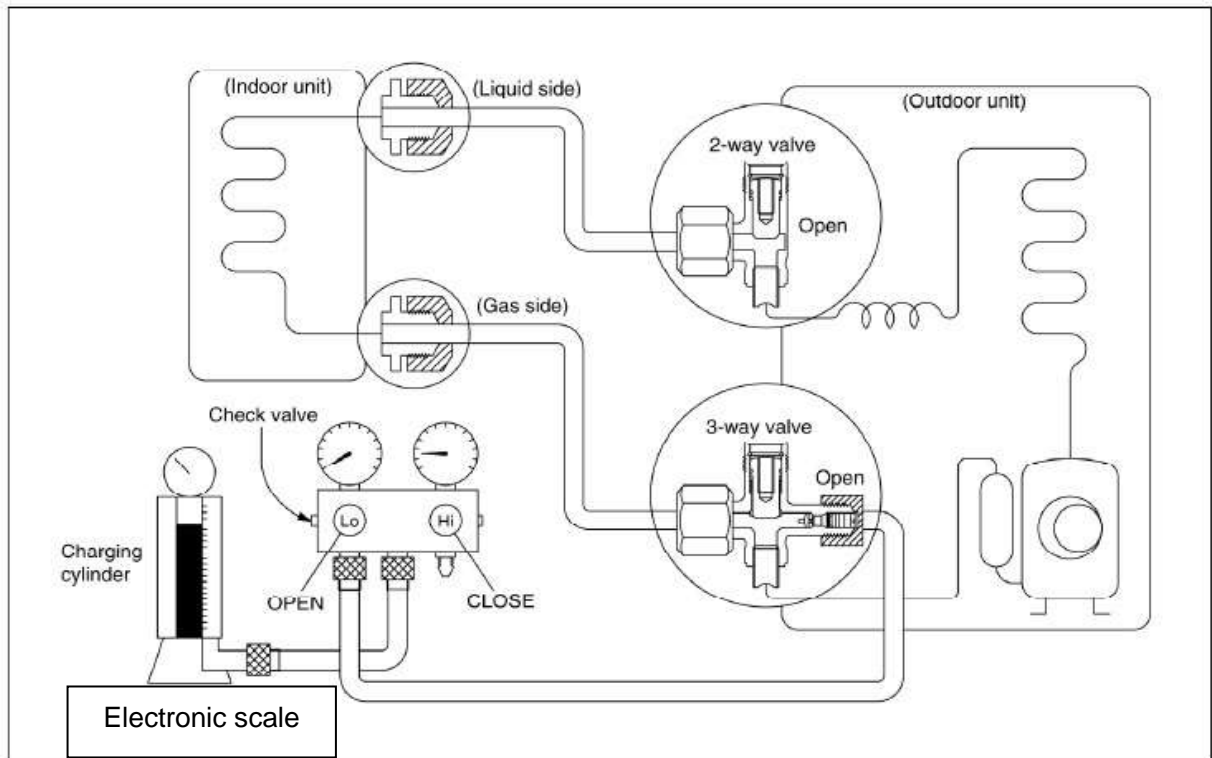 (Indoor unit)
(Liquid side)
(Outdoor unit)
2-way valve
Open
(Gas side)
Check valve
3-way valve
Open
Lo
Hi
Charging
cylinder
OPEN
CLOSE
Electronic scale